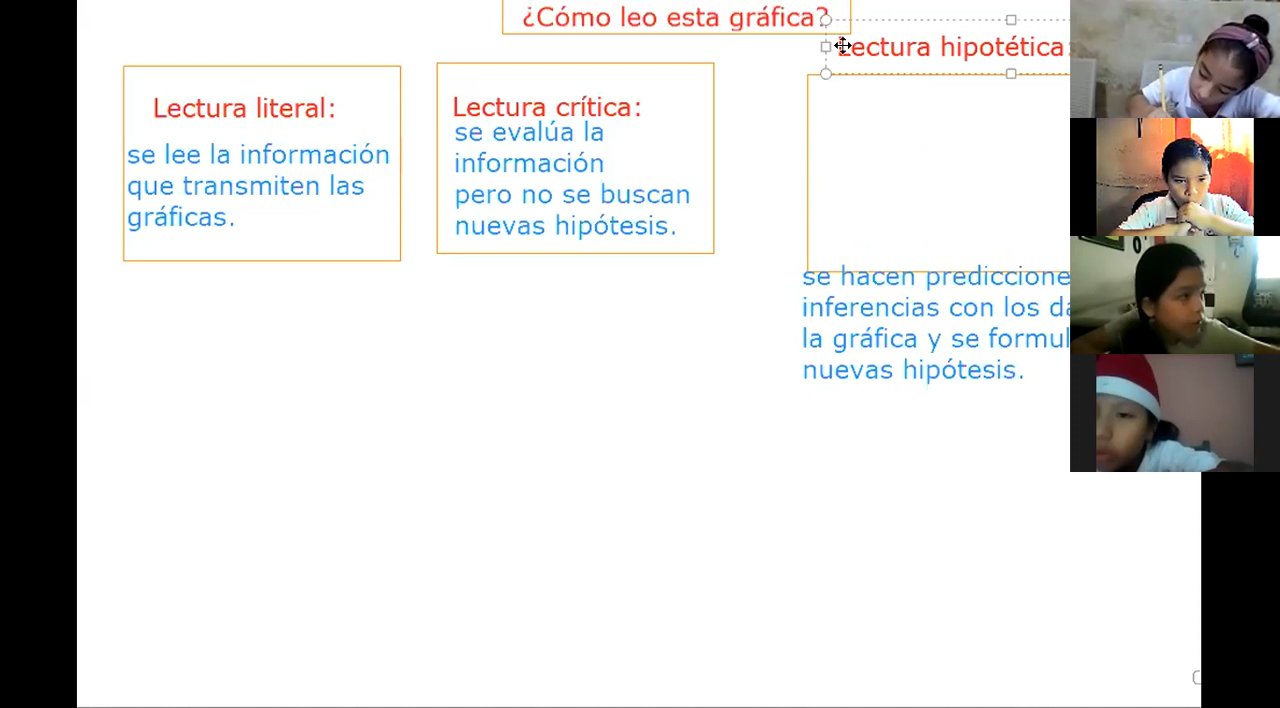 ¿Cómo leo esta gráfica?
Lectura literal:
se lee la información
que transmiten las
gráficas.
Lectura crítica:
se evalúa la
información
pero no se buscan
nuevas hipótesis.
Lectura hipotética:
se hacen prediccione
inferencias con los da
la gráfica y se formul
nuevas hipótesis.